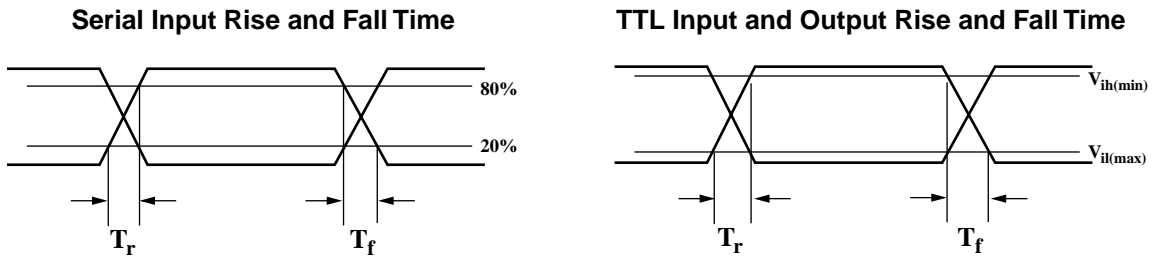 Serial Input Rise and Fall Time
80%
20%
Tr
Tf
TTL Input and Output Rise and Fall Time
Vih(min)
Vil(max)
Tr
Tf